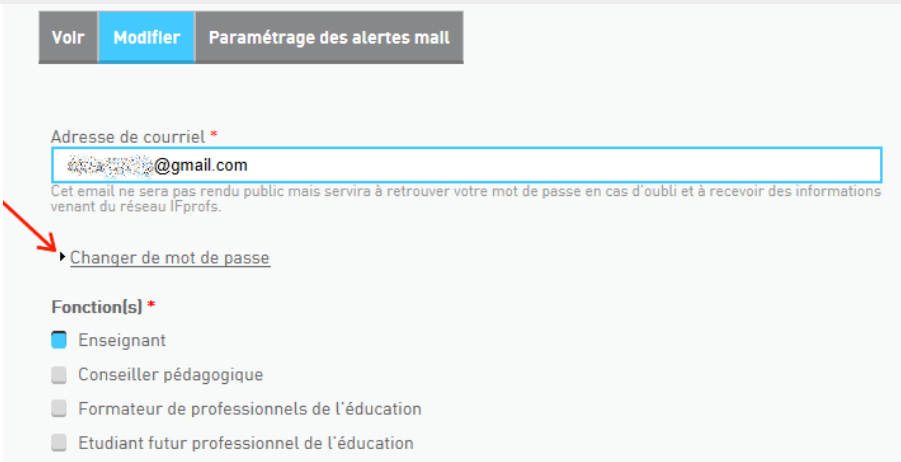 Voir Modifier Paramétrage des alertes mail
Adresse de courriel *
@gmail.com
Cet email ne sera pas rendu public mais servira à retrouver votre mot de passe en cas d'oubli et à recevoir des informations
venant du réseau IFprofs.
Changer de mot de passe
Fonction(s) *
Enseignant
Conseiller pédagogique
Formateur de professionnels de l'éducation
Etudiant futur professionnel de l'éducation